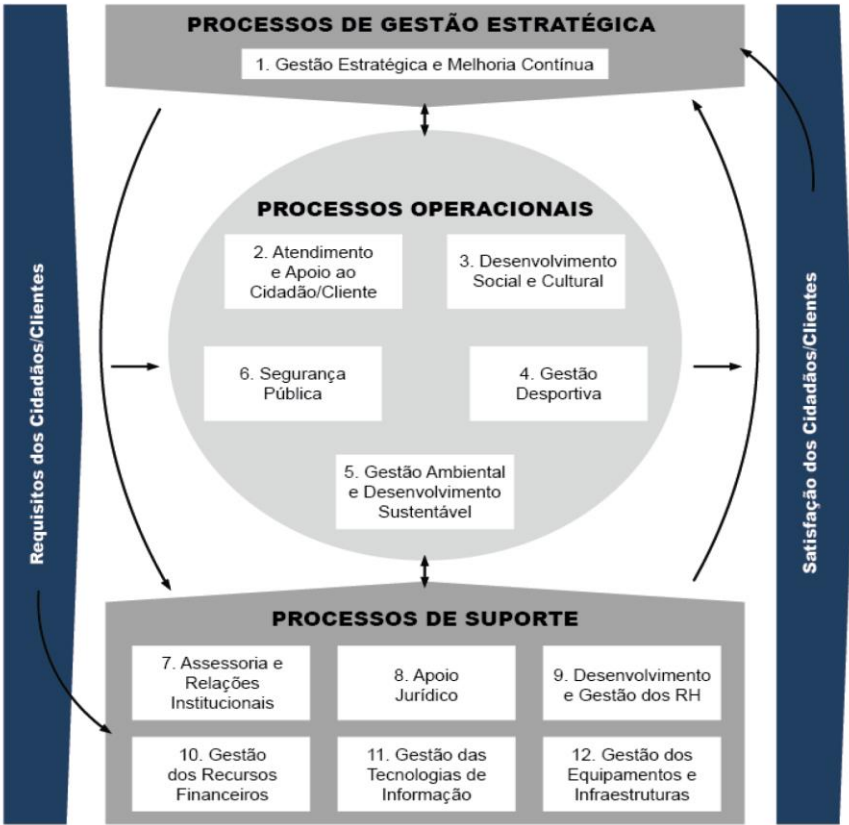 PROCESSOS DE GESTÃO ESTRATÉGICA
1. Gestão Estratégica e Melhoria Contínua
Requisitos dos Cidadãos/Clientes
PROCESSOS OPERACIONAIS
2. Atendimento
e Apoio ao
Cidadão/Cliente
3. Desenvolvimento
Social e Cultural
6. Segurança
Pública
4. Gestão
Desportiva
5. Gestão Ambiental
e Desenvolvimento
Sustentável
Satisfação dos Cidadãos/Clientes
PROCESSOS DE SUPORTE
7. Assessoria e
Relações
Institucionais
8. Apoio
Jurídico
9. Desenvolvimento
e Gestão dos RH
10. Gestão
dos Recursos
Financeiros
11. Gestão das
Tecnologias de
Informação
12. Gestão dos
Equipamentos e
Infraestruturas